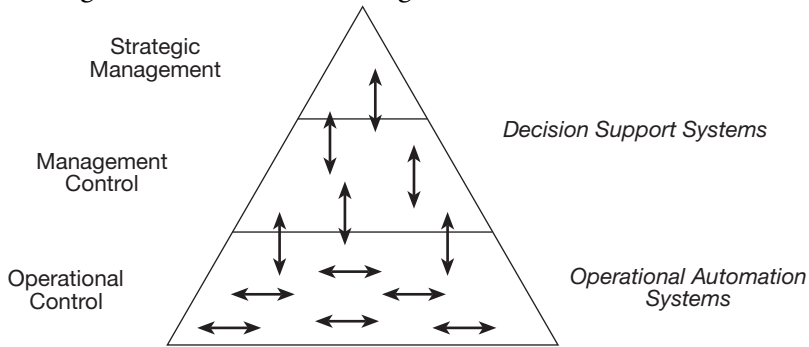 Strategic
Management
Decision Support Systems
Management
Control
Operational
Control
Operational Automation
Systems